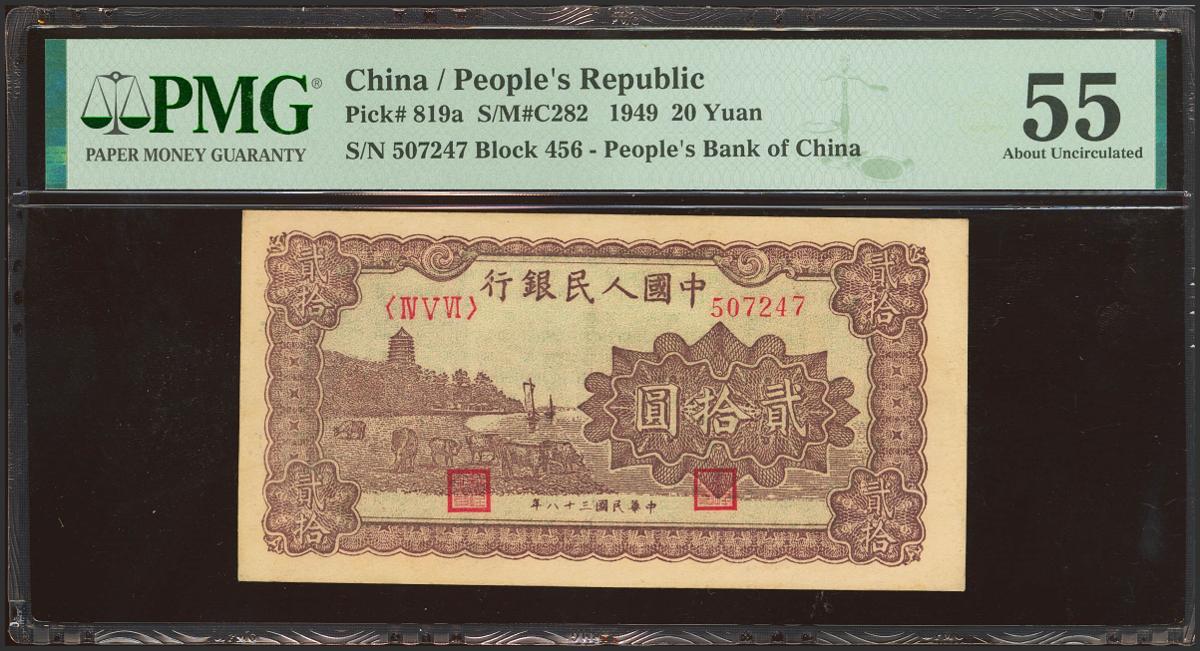 PMG®
PAPER MONEY GUARANTY
China / People's Republic
Pick# 819a S/M#C282 1949 20 Yuan
S/N 507247 Block 456 - People's Bank of China
55
About Uncirculated
行銀民人國中
〈ⅣⅤⅥ〉
507247
貳拾
貳拾
圓拾貳
貳拾
貳拾
年八十三國民華中